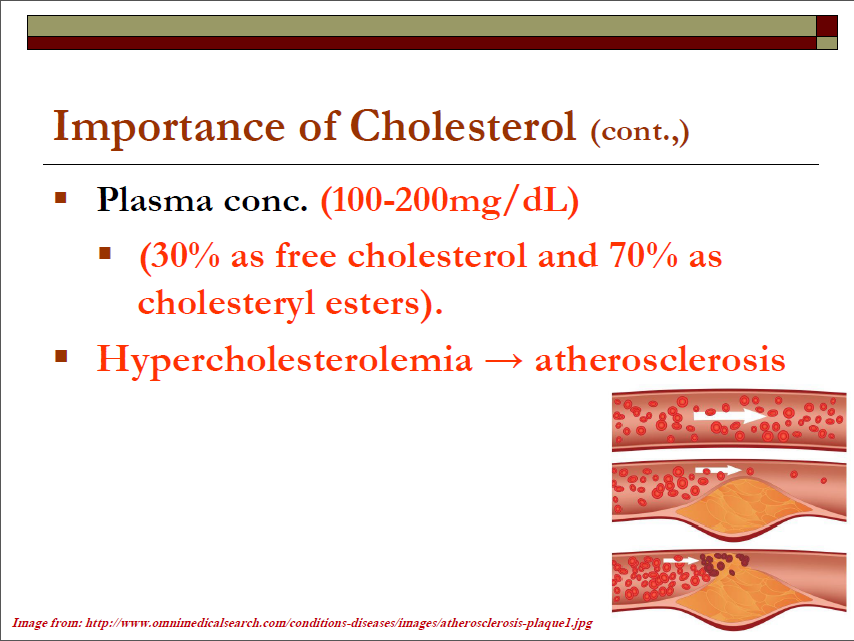 Importance of Cholesterol (cont.,)
▪ Plasma conc. (100-200mg/dL)
▪ (30% as free cholesterol and 70% as
cholesteryl esters).
▪ Hypercholesterolemia → atherosclerosis
Image from: http://www.omnimedicalsearch.com/conditions-diseases/images/atherosclerosis-plaque1.jpg